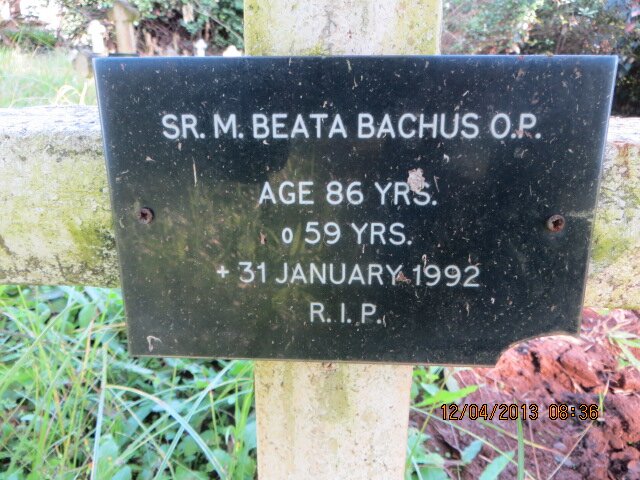 SR. M. BEATA BACHUS O.P.
AGE 86 YRS.
o 59 YRS.
+ 31 JANUARY 1992
R. I. P.
12/04/2013 08:36